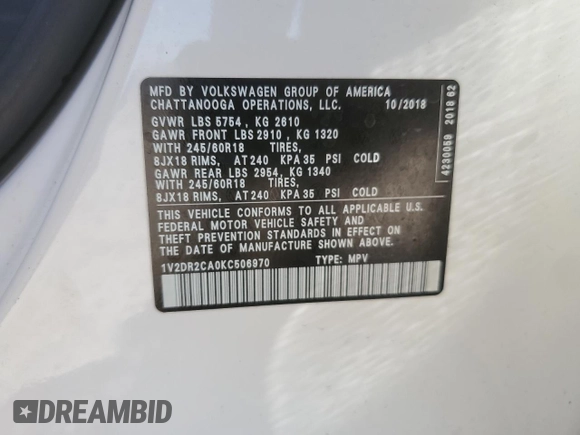 MFD BY VOLKSWAGEN GROUP OF AMERICA
CHATTANOOGA OPERATIONS, LLC. 10/2018
GVWR LBS 5754 , KG 2610
GAWR FRONT LBS 2910 , KG 1320
WITH 245/60R18 TIRES,
8JX18 RIMS, AT 240 KPA 35 PSI COLD
GAWR REAR LBS 2954, KG 1340
WITH 245/60R18 TIRES,
8JX18 RIMS, AT 240 KPA 35 PSI COLD
THIS VEHICLE CONFORMS TO ALL APPLICABLE U.S.
FEDERAL MOTOR VEHICLE SAFETY AND
THEFT PREVENTION STANDARDS IN EFFECT ON
THE DATE OF MANUFACTURE SHOWN ABOVE.
1V2DR2CA0KC506970 TYPE: MPV
4230059 2018 62
DREAMBID